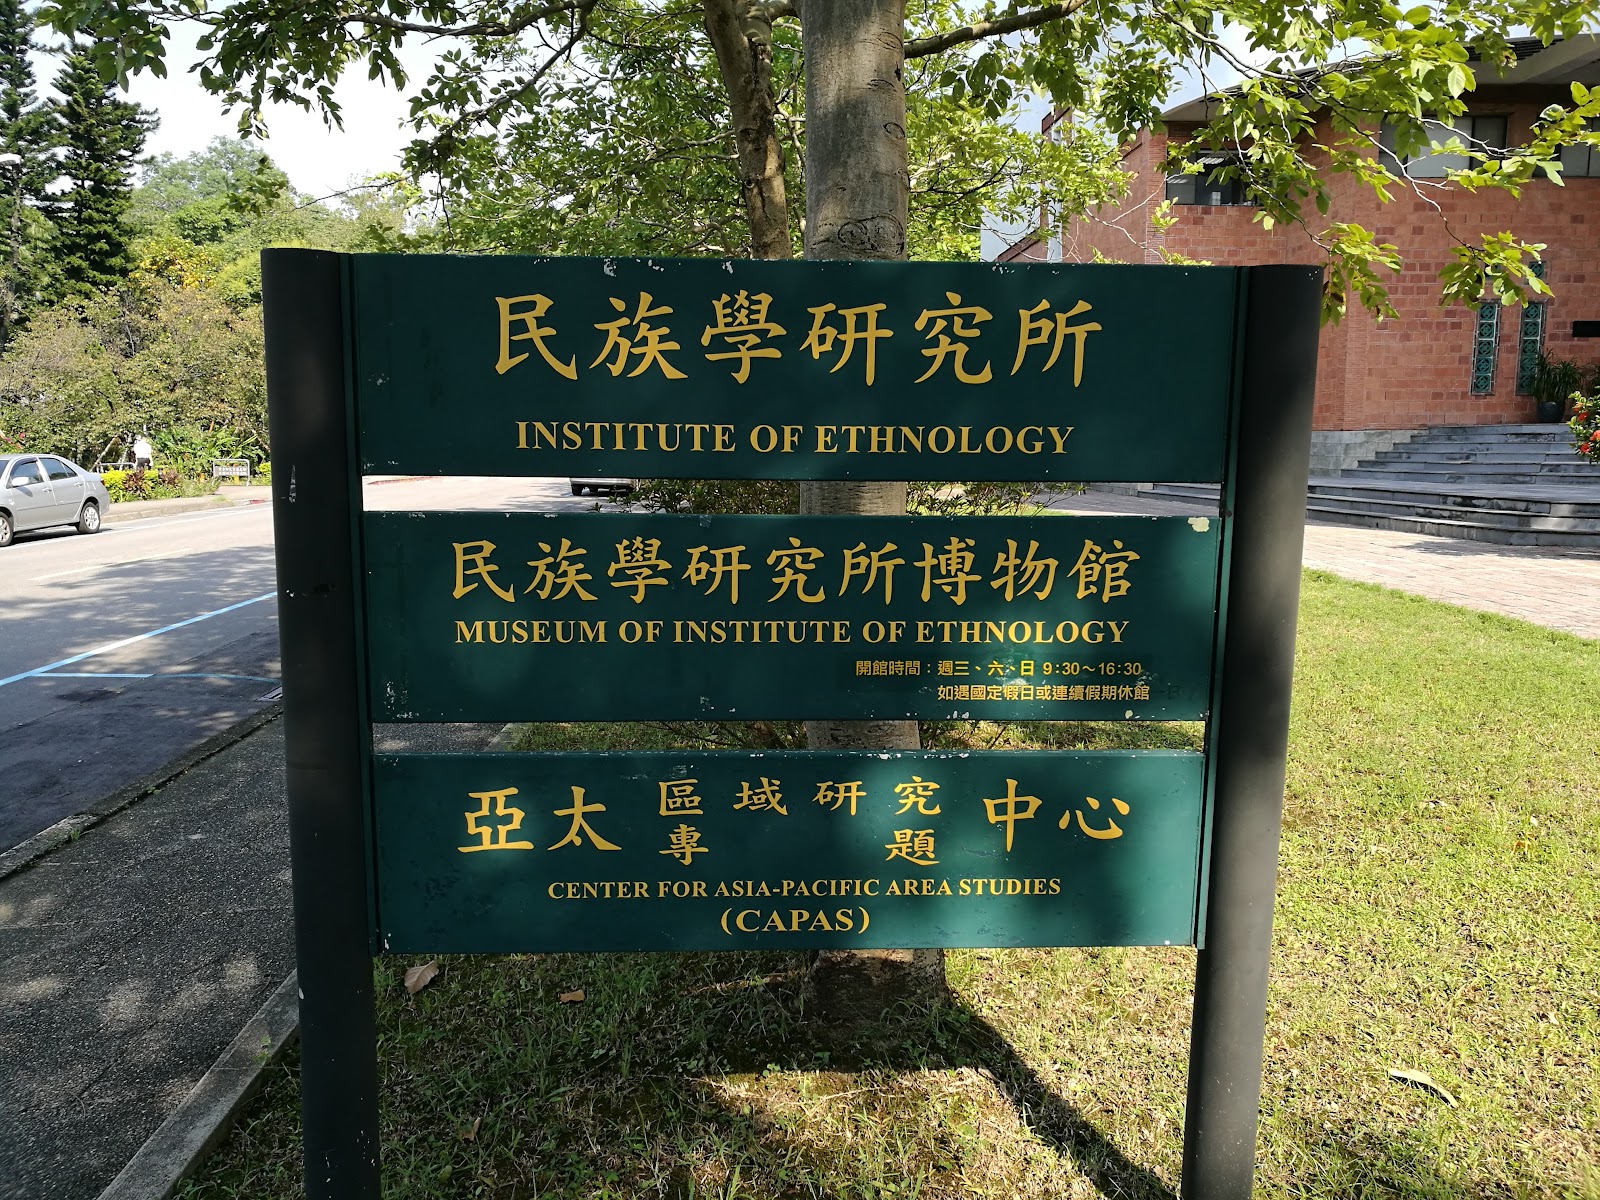 民族學研究所
INSTITUTE OF ETHNOLOGY
民族學研究所博物館
MUSEUM OF INSTITUTE OF ETHNOLOGY
開館時間：週三、六、日 9:30～16:30
如遇國定假日或連續假期休館
亞太 區域研究 中心
專題
CENTER FOR ASIA-PACIFIC AREA STUDIES
(CAPAS)